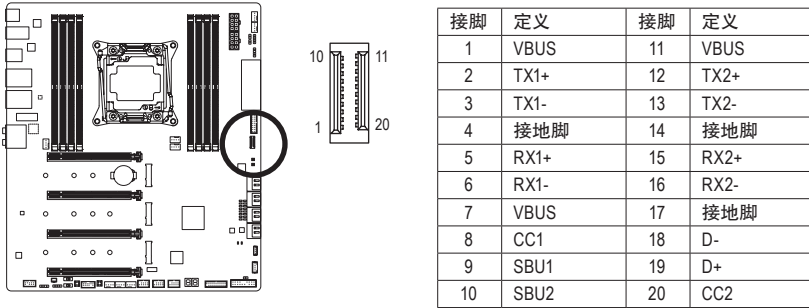 10 11
1 20
接脚 定义 接脚 定义
1 VBUS 11 VBUS
2 TX1+ 12 TX2+
3 TX1- 13 TX2-
4 接地脚 14 接地脚
5 RX1+ 15 RX2+
6 RX1- 16 RX2-
7 VBUS 17 接地脚
8 CC1 18 D-
9 SBU1 19 D+
10 SBU2 20 CC2